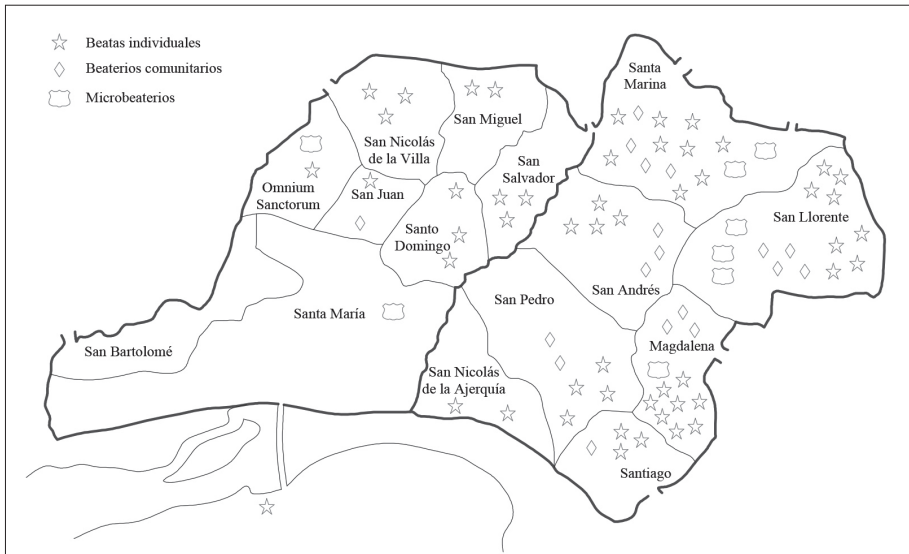 Beatas individuales
Beaterios comunitarios
Microbeaterios
Santa
Marina
San Miguel
San Nicolás
de la Villa
San
Salvador
Omnium
Sanctorum
San Juan
San Llorente
Santo
Domingo
San Andrés
San Pedro
Santa María
Magdalena
San Bartolomé
San Nicolás
de la Ajerquía
Santiago